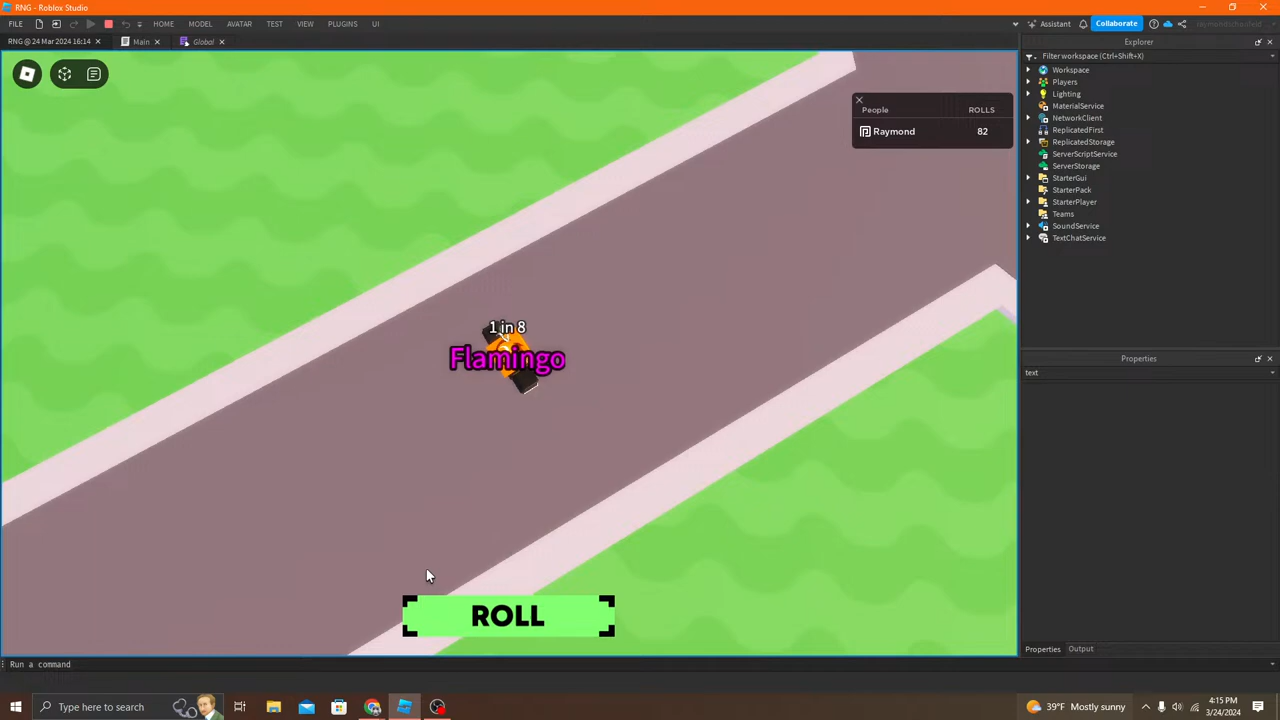 RNG - Roblox Studio
FILE
HOME
MODEL
AVATAR
TEST
VIEW
PLUGINS
UI
Assistant
Collaborate
RNG @ 24 Mar 2024 16:14
Main
Global
Explorer
Filter workspace (Ctrl+Shift+X)
Workspace
Players
Lighting
MaterialService
NetworkClient
ReplicatedFirst
ReplicatedStorage
ServerScriptService
ServerStorage
StarterGui
StarterPack
StarterPlayer
Teams
SoundService
TextChatService
People ROLLS
Raymond 82
1 in 8
Flamingo
ROLL
Properties
text
Properties
Output
Run a command
Type here to search
39°F Mostly sunny
4:15 PM
3/24/2024